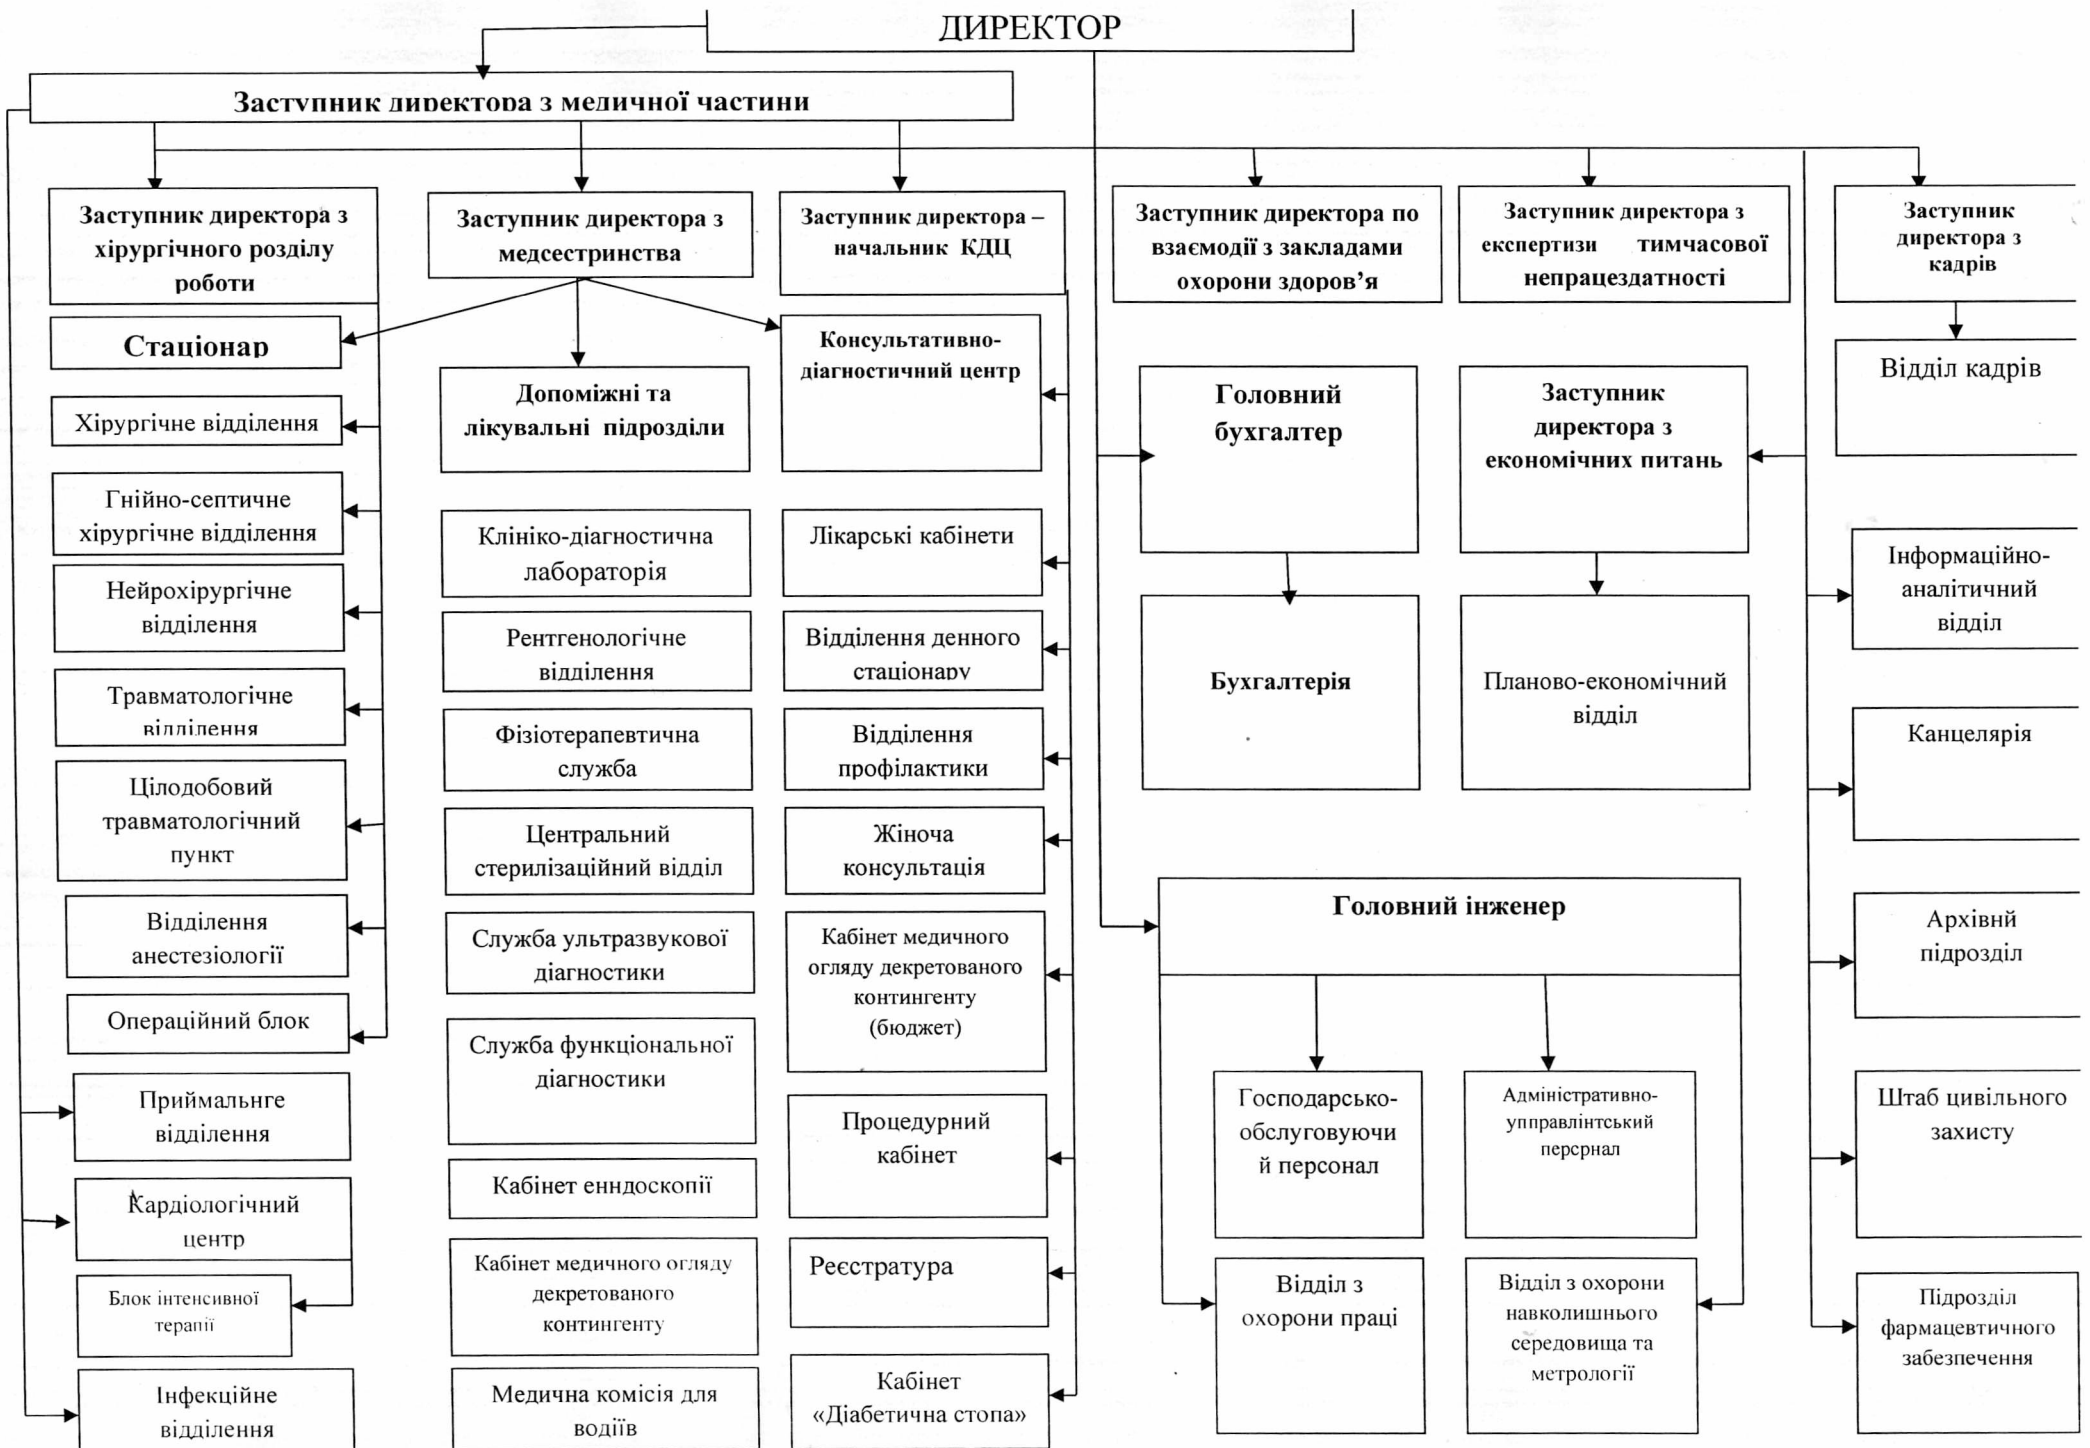 ДИРЕКТОР
Заступник директора з медичної частини
Заступник директора з
хірургічного розділу
роботи
Стаціонар
Хірургічне відділення
Гнійно-септичне
хірургічне відділення
Нейрохірургічне
відділення
Травматологічне
відділення
Цілодобовий
травматологічний
пункт
Відділення
анестезіології
Операційний блок
Приймальнге
відділення
Кардіологічний
центр
Блок інтенсивної
терапії
Інфекційне
відділення
Заступник директора з
медсестринства
Допоміжні та
лікувальні підрозділи
Клініко-діагностична
лабораторія
Рентгенологічне
відділення
Фізіотерапевтична
служба
Центральний
стерилізаційний відділ
Служба ультразвукової
діагностики
Служба функціональної
діагностики
Кабінет енндоскопії
Кабінет медичного огляду
декретованого
контингенту
Медична комісія для
водіїв
Заступник директора –
начальник КДЦ
Консультативно-
діагностичний центр
Лікарські кабінети
Відділення денного
стаціонару
Відділення
профілактики
Жіноча
консультація
Кабінет медичного
огляду декретованого
контингенту
(бюджет)
Процедурний
кабінет
Реєстратура
Кабінет
«Діабетична стопа»
Заступник директора по
взаємодії з закладами
охорони здоров’я
Заступник директора з
експертизи тимчасової
непрацездатності
Заступник
директора з
кадрів
Відділ кадрів
Головний
бухгалтер
Бухгалтерія
Заступник
директора з
економічних питань
Планово-економічний
відділ
Головний інженер
Господарсько-
обслуговуючи
й персонал
Адміністративно-
упправлінтський
персрнал
Відділ з
охорони праці
Відділ з охорони
навколишнього
середовища та
метрології
Інформаційно-
аналітичний
відділ
Канцелярія
Архівнй
підрозділ
Штаб цивільного
захисту
Підрозділ
фармацевтичного
забезпечення